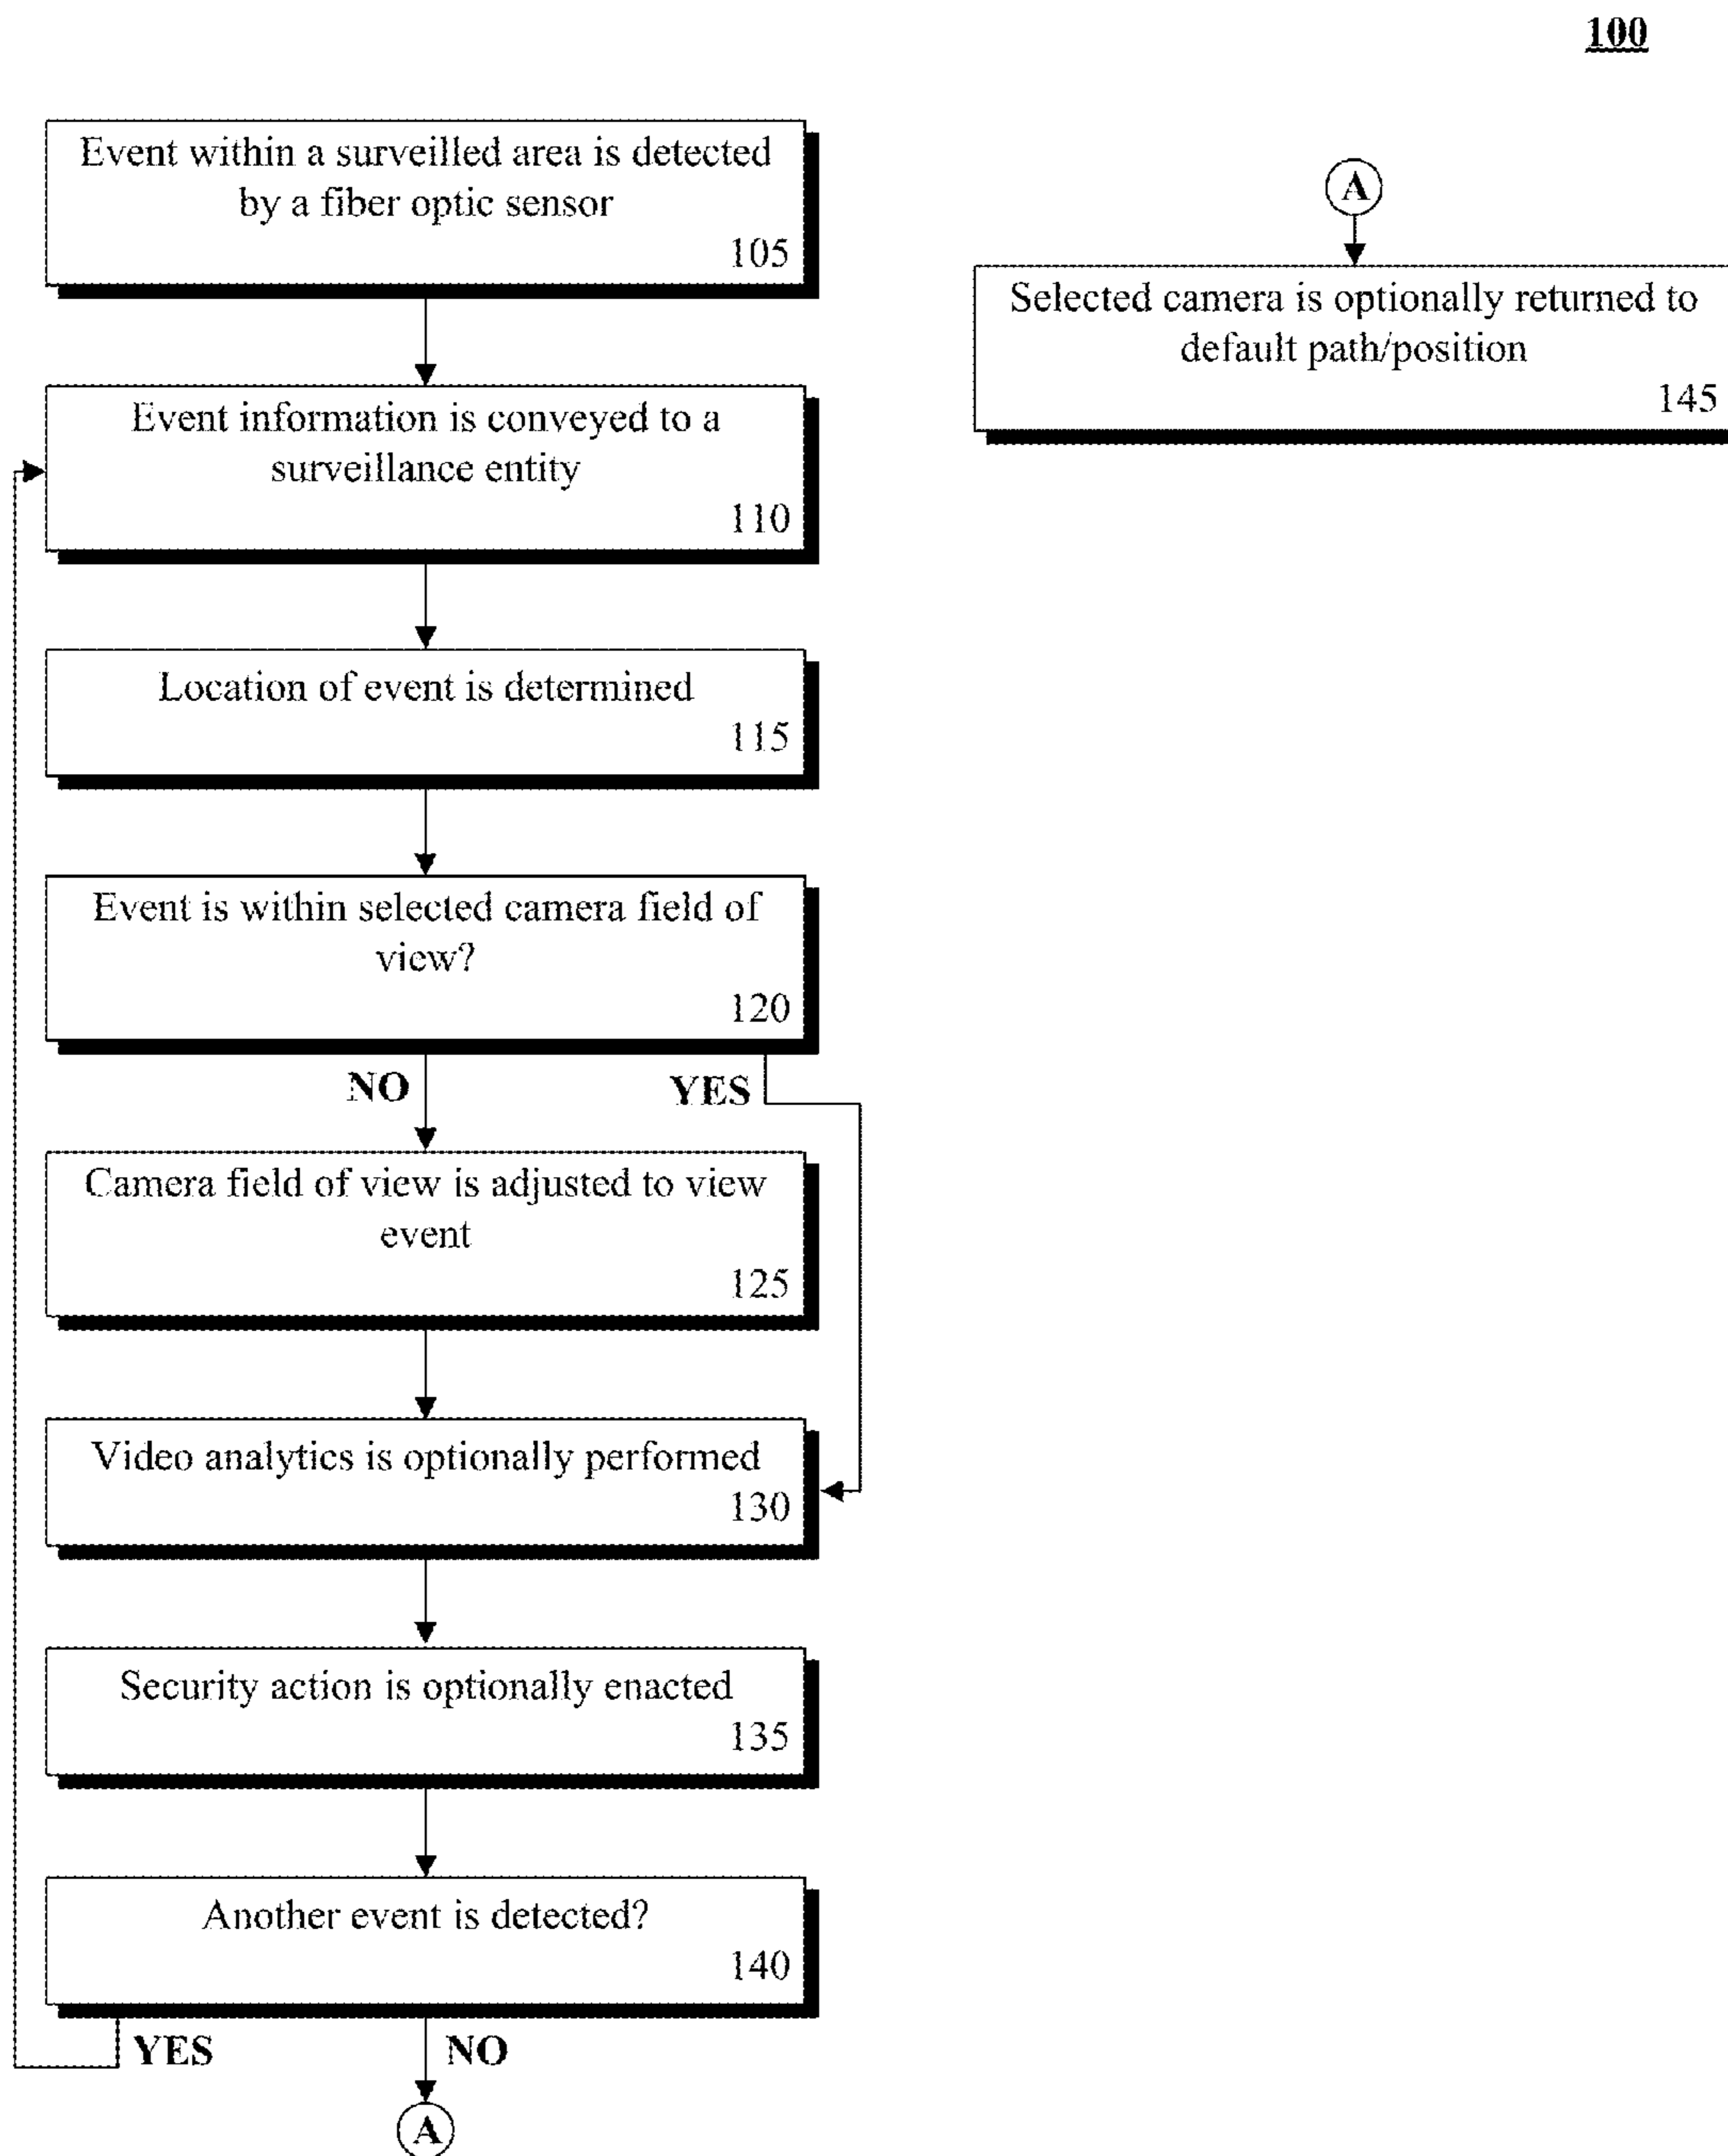 100
Event within a surveilled area is detected
by a fiber optic sensor
105
Event information is conveyed to a
surveillance entity
110
Location of event is determined
115
Event is within selected camera field of
view?
120
NO
YES
Camera field of view is adjusted to view
event
125
Video analytics is optionally performed
130
Security action is optionally enacted
135
Another event is detected?
140
YES
NO
A
A
Selected camera is optionally returned to
default path/position
145